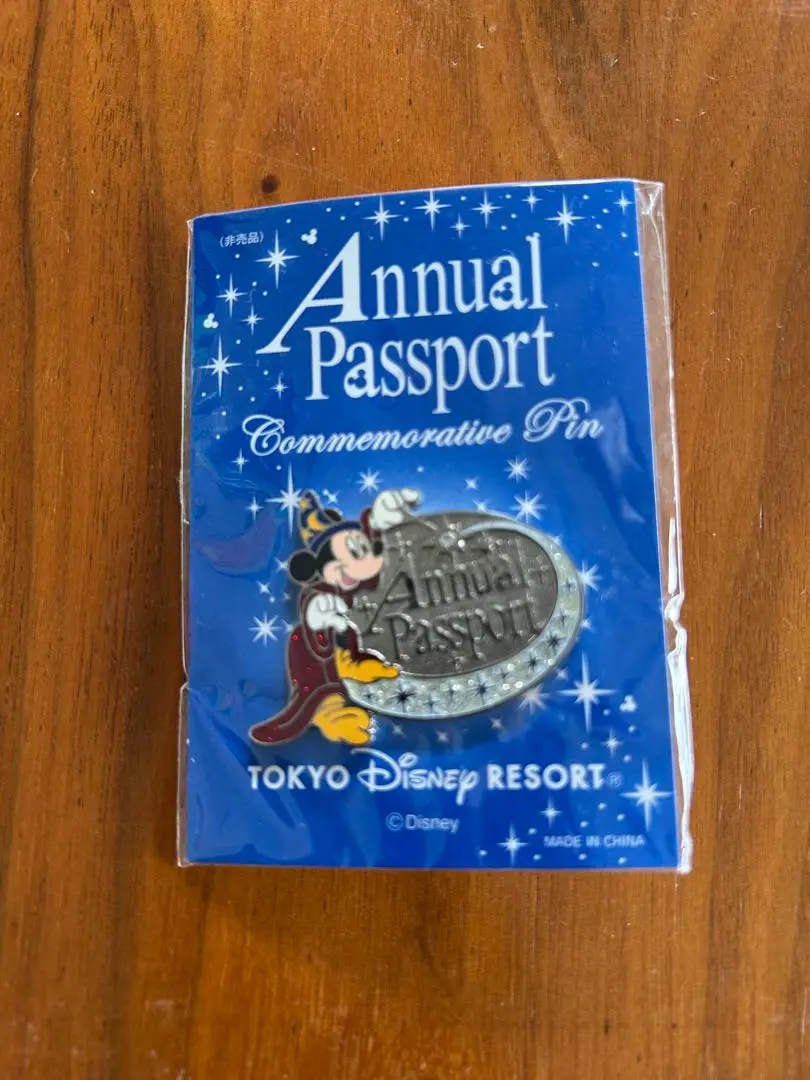 (非売品)
Annual
Passport
Commemorative Pin
Annual
Passport
TOKYO Disney RESORT®
©Disney
MADE IN CHINA